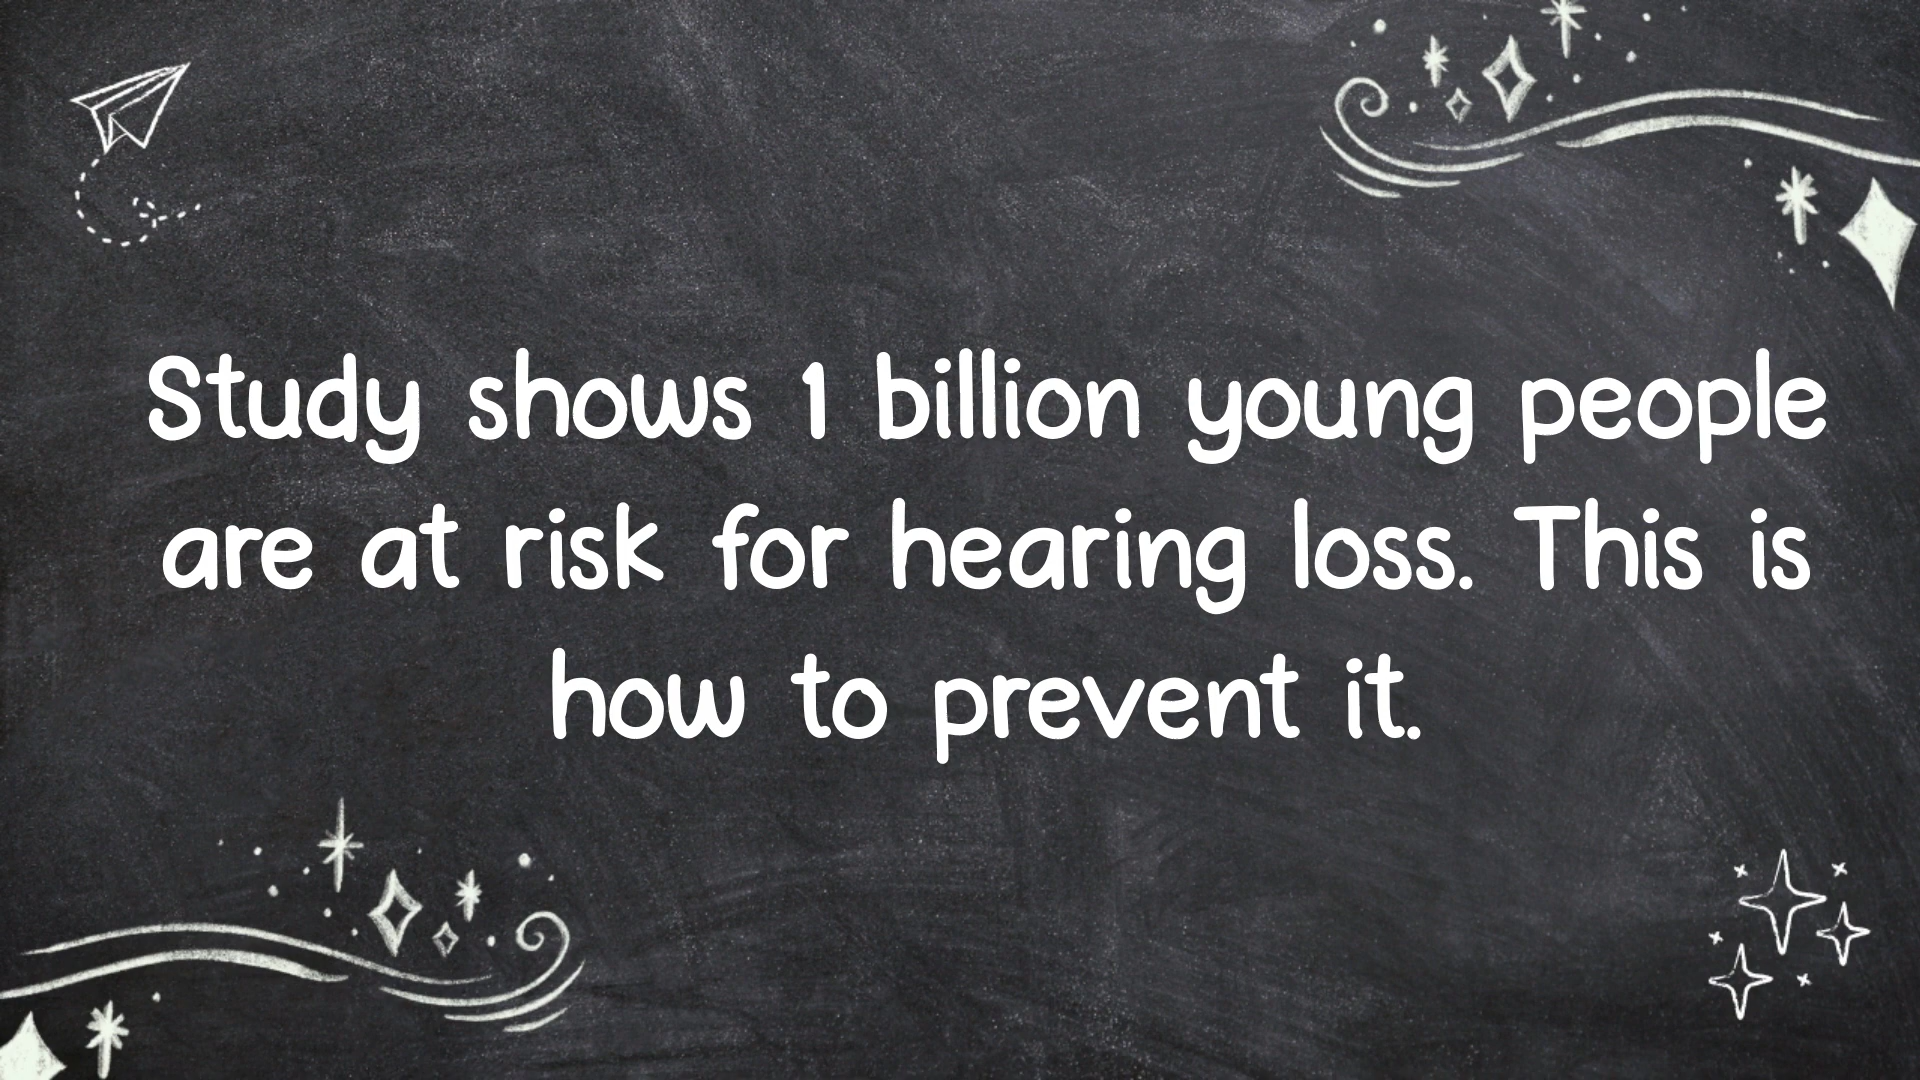 Study shows 1 billion young people
are at risk for hearing loss. This is
how to prevent it.